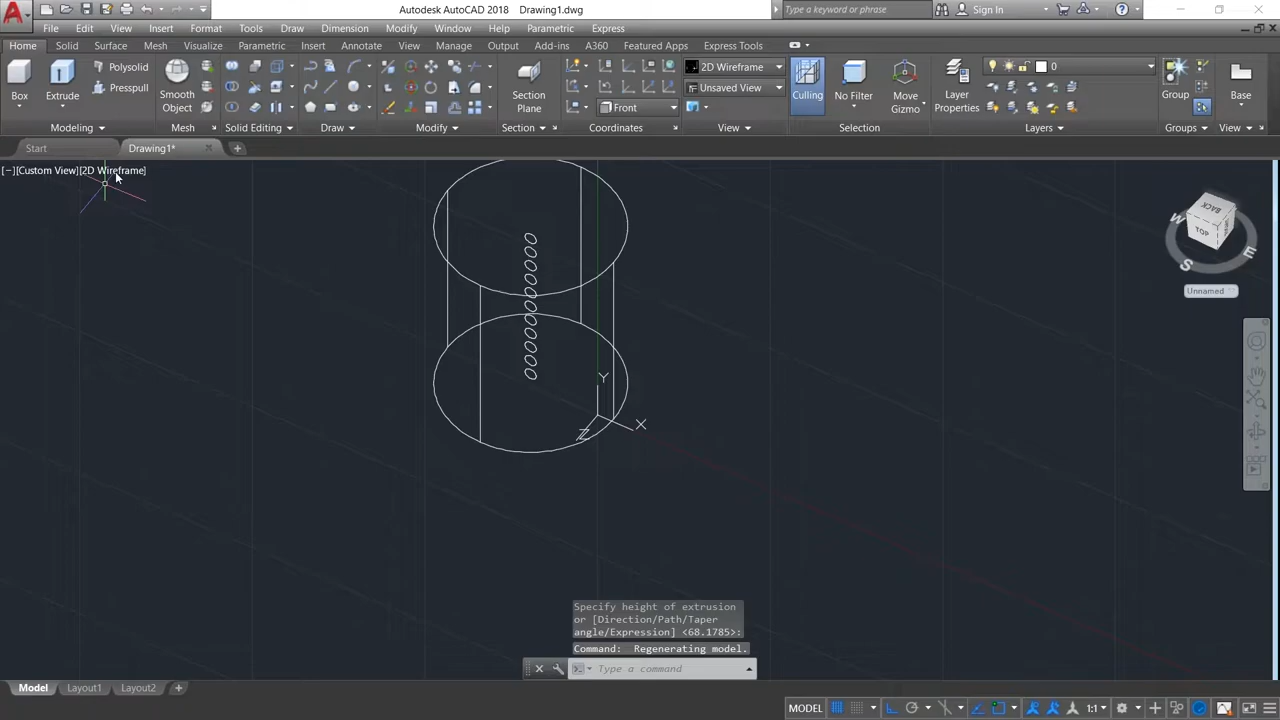 Autodesk AutoCAD 2018 Drawing1.dwg
Type a keyword or phrase
Sign In
File Edit View Insert Format Tools Draw Dimension Modify Window Help Parametric Express
Home Solid Surface Mesh Visualize Parametric Insert Annotate View Manage Output Add-ins A360 Featured Apps Express Tools
Box
Extrude
Polysolid
Presspull
Smooth Object
Section Plane
Front
2D Wireframe
Unsaved View
Culling
No Filter
Move Gizmo
Layer Properties
0
Group
Base
Modeling Mesh Solid Editing Draw Modify Section Coordinates View Selection Layers Groups View
Start Drawing1*
[−][Custom View][2D Wireframe]
BACK
TOP
W
S
E
Unnamed
Y
X
Z
Specify height of extrusion
or [Direction/Path/Taper
angle/Expression] <68.1785>:
Command: Regenerating model.
Type a command
Model Layout1 Layout2
MODEL 1:1